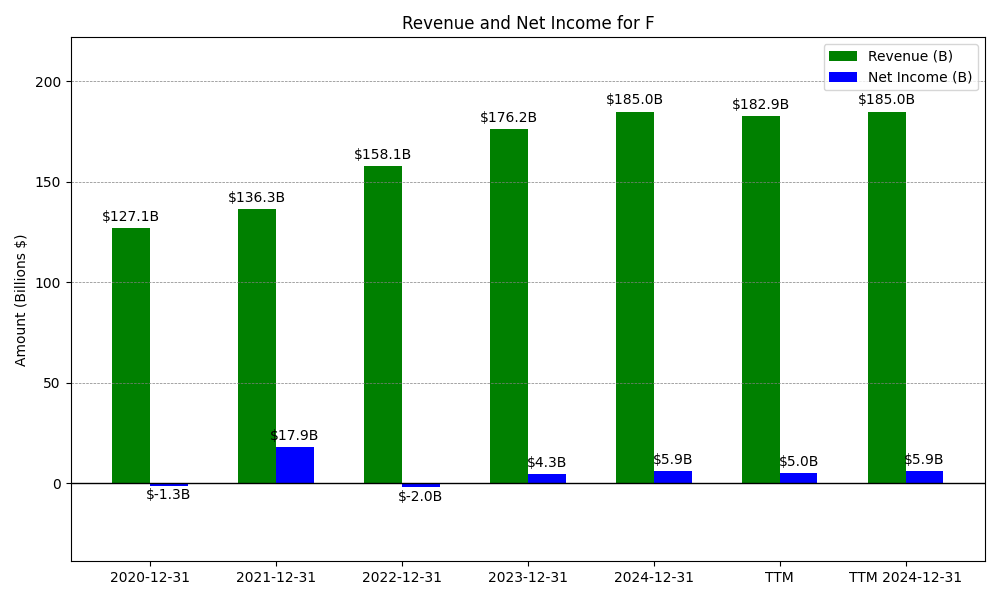 Revenue and Net Income for F
Revenue (B)
Net Income (B)
Amount (Billions $)
200
150
100
50
0
$127.1B
$-1.3B
$136.3B
$17.9B
$158.1B
$-2.0B
$176.2B
$4.3B
$185.0B
$5.9B
$182.9B
$5.0B
$185.0B
$5.9B
2020-12-31
2021-12-31
2022-12-31
2023-12-31
2024-12-31
TTM
TTM 2024-12-31